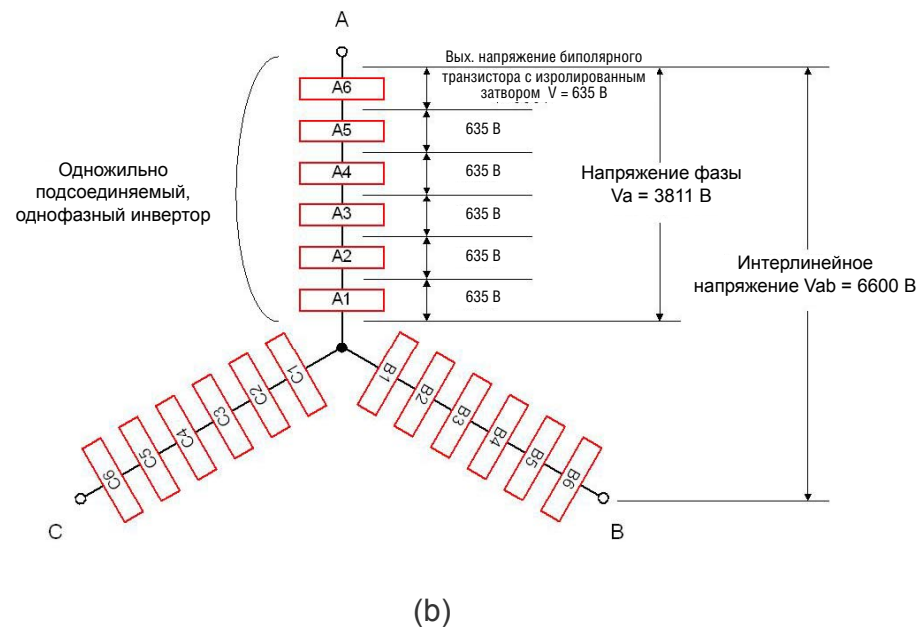 A
Вых. напряжение биполярного
транзистора с изролированным
затвором V = 635 В
A6
A5
635 В
A4
635 В
A3
635 В
A2
635 В
A1
635 В
Одножильно
подсоединяемый,
однофазный инвертор
Напряжение фазы
Va = 3811 В
Интерлинейное
напряжение Vab = 6600 В
C1
C2
C3
C4
C5
C6
B1
B2
B3
B4
B5
B6
C
B
(b)